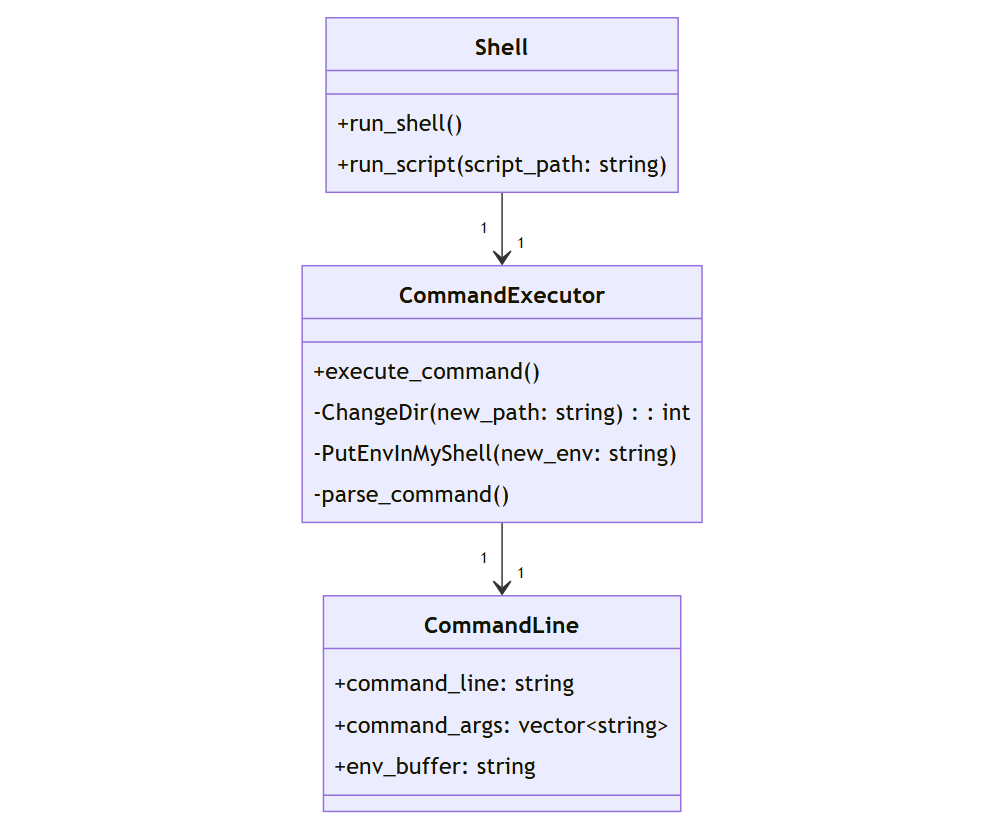 Shell
+run_shell()
+run_script(script_path: string)
1
1
CommandExecutor
+execute_command()
-ChangeDir(new_path: string) : : int
-PutEnvInMyShell(new_env: string)
-parse_command()
1
1
CommandLine
+command_line: string
+command_args: vector<string>
+env_buffer: string